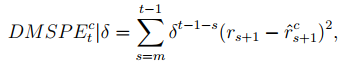 $DMSPE_t^c|\delta = \sum_{s=m}^{t-1} \delta^{t-1-s}(r_{s+1} - \hat{r}_{s+1}^c)^2,$